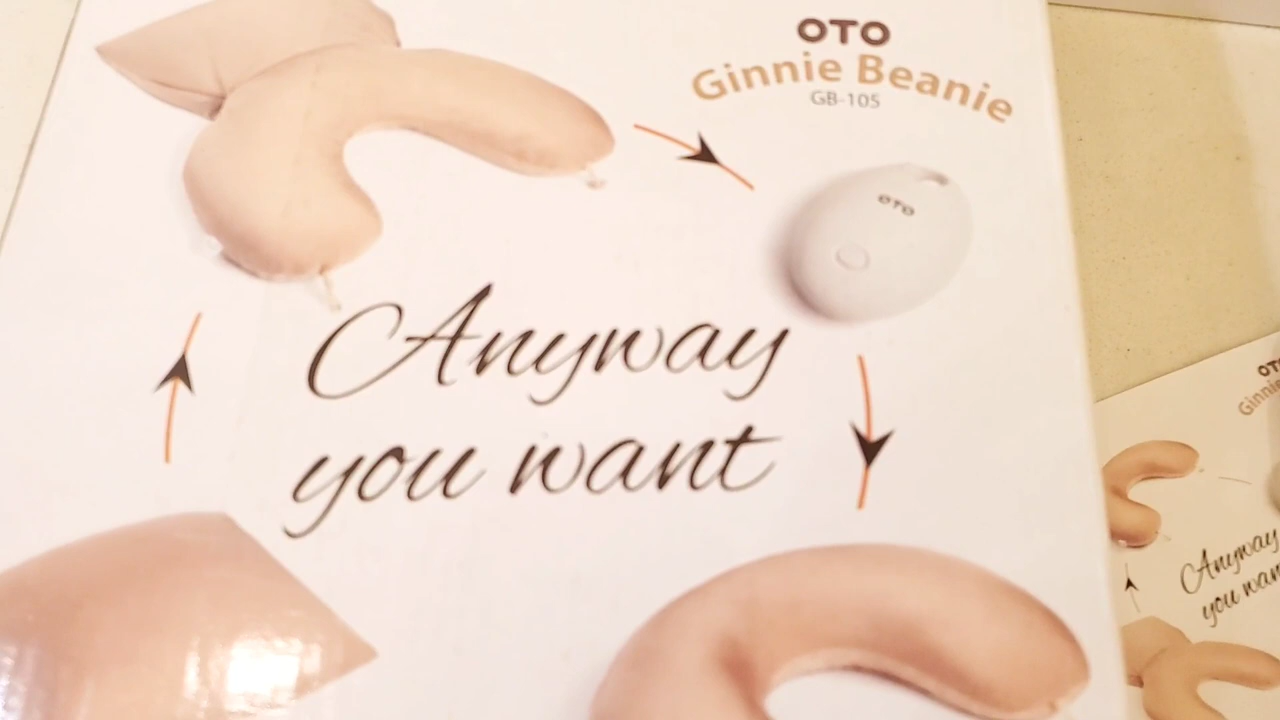 OTO
Ginnie Beanie
GB-105
OTO
Anyway
you want
OTO
Ginnie
Anyway
you want